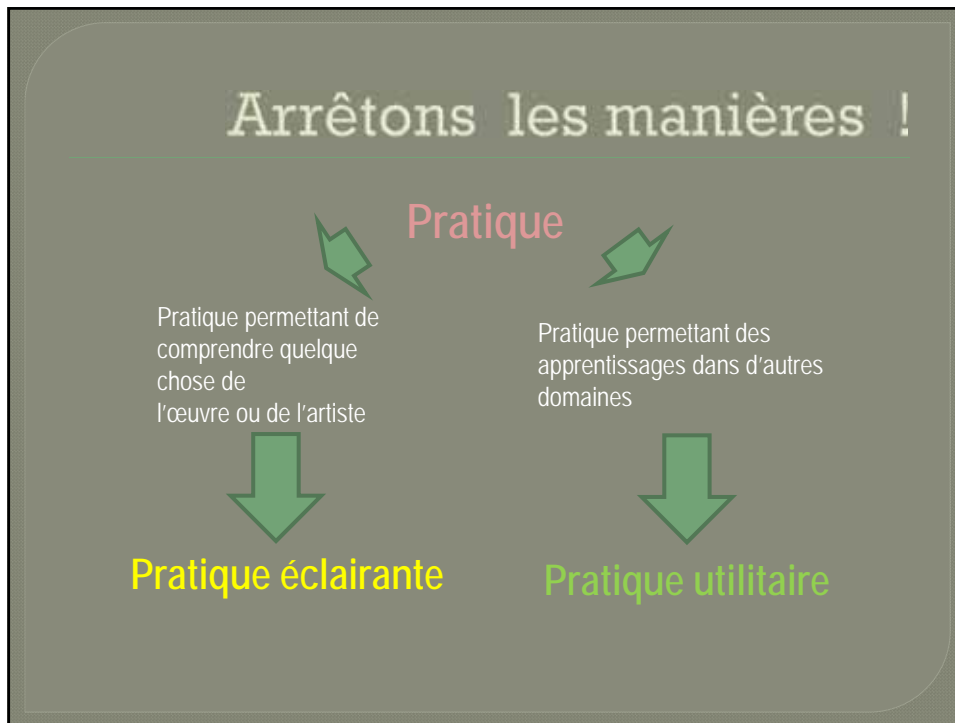 Arrêtons les manières !
Pratique
Pratique permettant de
comprendre quelque
chose de
l’œuvre ou de l’artiste
Pratique permettant des
apprentissages dans d’autres
domaines
Pratique éclairante
Pratique utilitaire